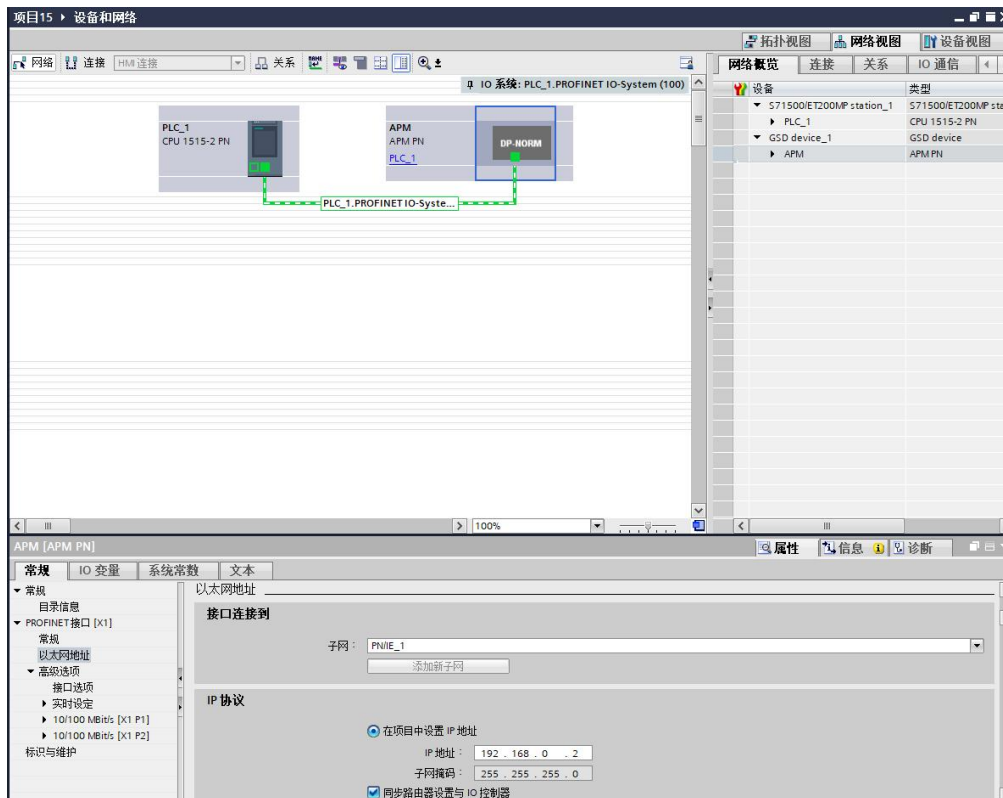 项目15 ▸ 设备和网络
拓扑视图 网络视图 设备视图
网络 连接 HMI 连接 关系
网络概览 连接 关系 IO 通信
IO 系统: PLC_1.PROFINET IO-System (100)
设备 类型
S71500/ET200MP station_1 S71500/ET200MP sta
PLC_1 CPU 1515-2 PN
GSD device_1 GSD device
APM APM PN
PLC_1
CPU 1515-2 PN
APM
APM PN
PLC_1
DP-NORM
PLC_1.PROFINET IO-Syste...
100%
APM [APM PN]
属性 信息 诊断
常规 IO 变量 系统常数 文本
常规
目录信息
PROFINET接口 [X1]
常规
以太网地址
高级选项
接口选项
实时设定
10/100 MBit/s [X1 P1]
10/100 MBit/s [X1 P2]
标识与维护
以太网地址
接口连接到
子网: PN/IE_1
添加新子网
IP 协议
在项目中设置 IP 地址
IP 地址: 192 . 168 . 0 . 2
子网掩码: 255 . 255 . 255 . 0
同步路由器设置与 IO 控制器